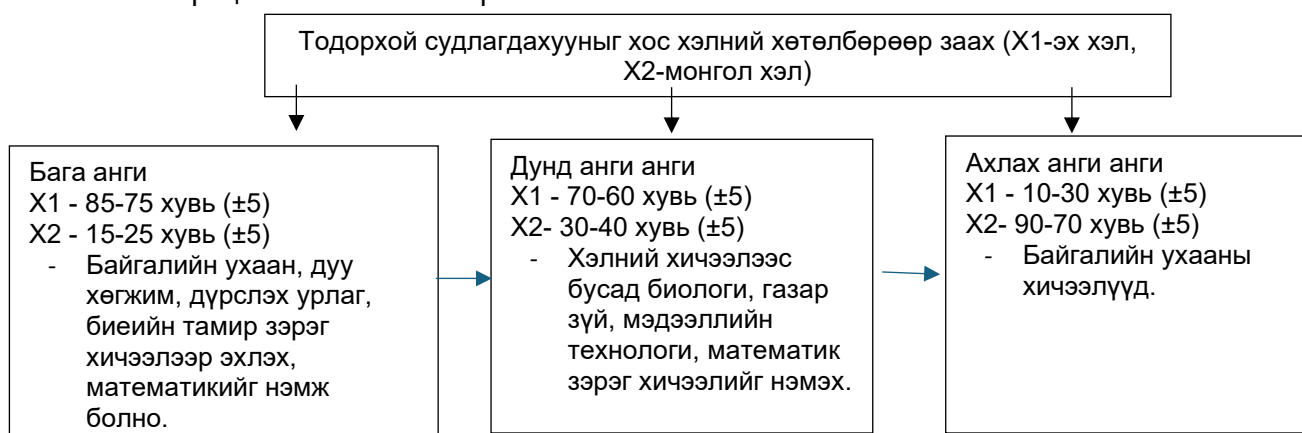 Тодорхой судлагдахууныг хос хэлний хөтөлбөрөөр заах (Х1-эх хэл,
Х2-монгол хэл)
Бага анги
Х1 - 85-75 хувь (±5)
Х2 - 15-25 хувь (±5)
- Байгалийн ухаан, дуу
хөгжим, дүрслэх урлаг,
биеийн тамир зэрэг
хичээлээр эхлэх,
математикийг нэмж
болно.
Дунд анги анги
Х1 - 70-60 хувь (±5)
Х2- 30-40 хувь (±5)
- Хэлний хичээлээс
бусад биологи, газар
зүй, мэдээллийн
технологи, математик
зэрэг хичээлийг нэмэх.
Ахлах анги анги
Х1 - 10-30 хувь (±5)
Х2- 90-70 хувь (±5)
- Байгалийн ухааны
хичээлүүд.